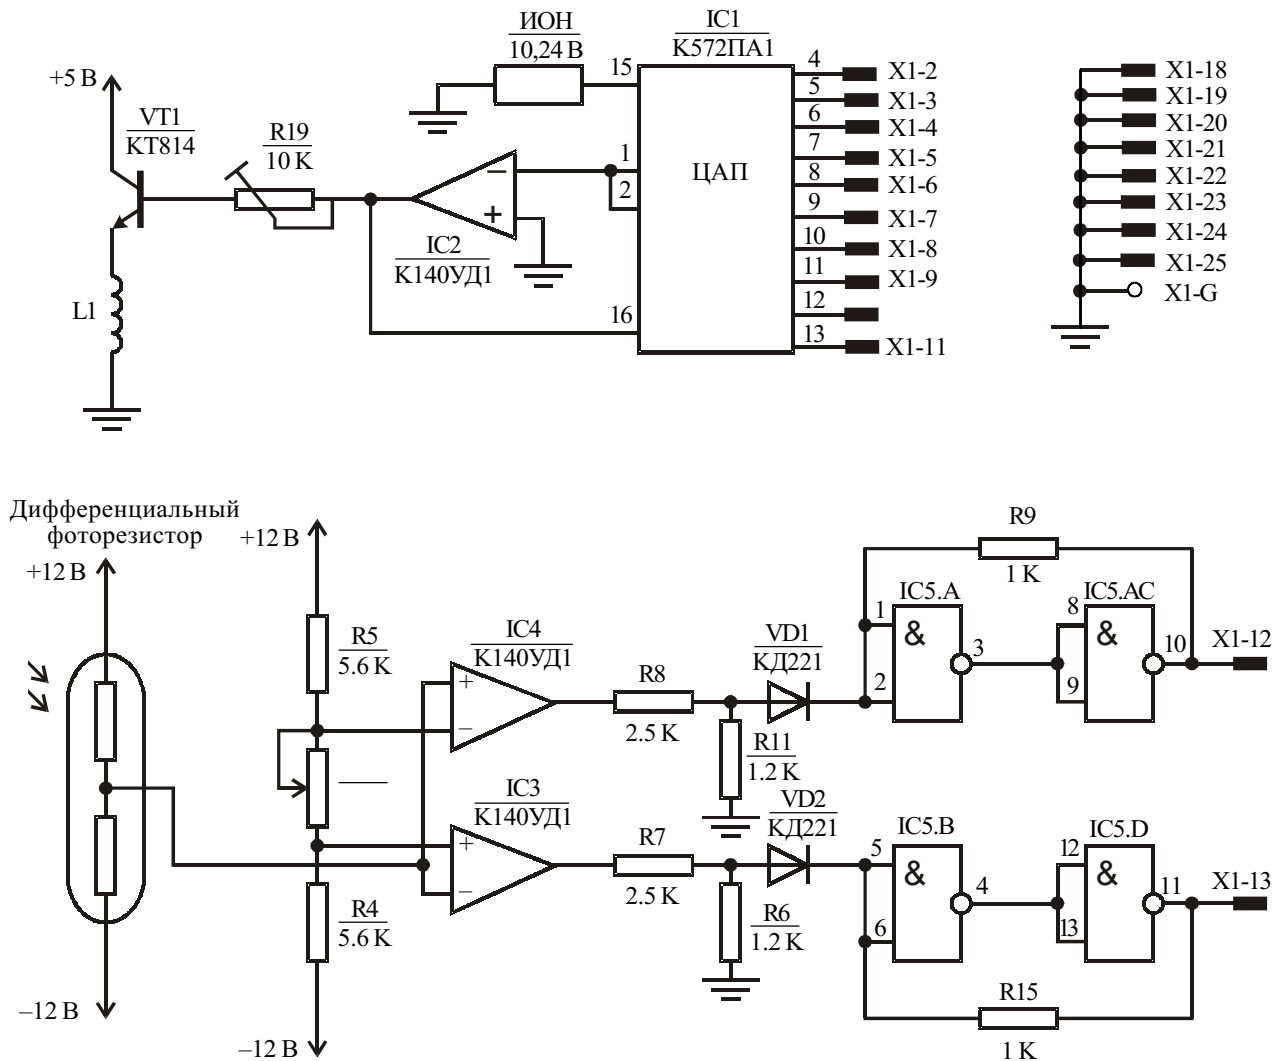 ИОН
10,24 В
IC1
К572ПА1
+5 В
VT1
КТ814
R19
10 K
15
1
2
16
ЦАП
–
+
IC2
К140УД1
L1
4
X1-2
5
X1-3
6
X1-4
7
X1-5
8
X1-6
9
X1-7
10
X1-8
11
X1-9
12
13
X1-11
X1-18
X1-19
X1-20
X1-21
X1-22
X1-23
X1-24
X1-25
X1-G
Дифференциальный
фоторезистор
+12 В
–12 В
+12 В
R5
5.6 K
R4
5.6 K
–12 В
IC4
К140УД1
+
–
IC3
К140УД1
+
–
R8
2.5 K
R11
1.2 K
VD1
КД221
R7
2.5 K
R6
1.2 K
VD2
КД221
R9
1 K
IC5.A
1
2
&
3
IC5.AC
8
9
&
10
X1-12
IC5.B
5
6
&
4
IC5.D
12
13
&
11
X1-13
R15
1 K